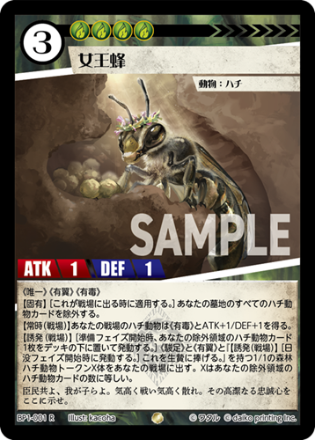 3
女王蜂
動物:ハチ
SAMPLE
ATK 1 DEF 1
《唯一》《有翼》《有毒》
【固有】[これが戦場に出る時に適用する。]あなたの墓地のすべてのハチ動
物カードを除外する。
【常時(戦場)】あなたの戦場のハチ動物は《有毒》とATK+1/DEF+1を得る。
【誘発(戦場)】[準備フェイズ開始時、あなたの除外領域のハチ動物カード
1枚をデッキの下に置いて発動する。]《鎮定》と《貫通》と「【誘発(戦場)】[日
没フェイズ開始時に発動する。]これを生贄に捧げる。」を持つ1/1の森林
ハチ動物トークンX体をあなたの戦場に出す。Xはあなたの除外領域の
ハチ動物カードの数に等しい。
臣民共よ、我が子らよ。気高く戦い気高く散れ。その高潔なる忠誠心を
ここに示せ。
BP1-001 R Illust: kaccha © ララル © daiko printing inc.